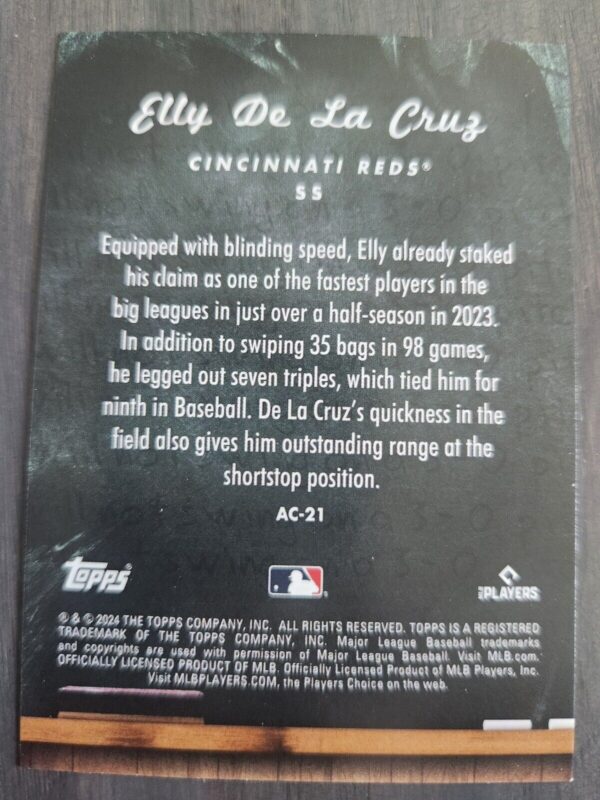 Elly De La Cruz
CINCINNATI REDS®
SS
Equipped with blinding speed, Elly already staked
his claim as one of the fastest players in the
big leagues in just over a half-season in 2023.
In addition to swiping 35 bags in 98 games,
he legged out seven triples, which tied him for
ninth in Baseball. De La Cruz's quickness in the
field also gives him outstanding range at the
shortstop position.
AC-21
Topps®
PLAYERS
® & © 2024 THE TOPPS COMPANY, INC. ALL RIGHTS RESERVED. TOPPS IS A REGISTERED
TRADEMARK OF THE TOPPS COMPANY, INC. Major League Baseball trademarks
and copyrights are used with permission of Major League Baseball. Visit MLB.com.
OFFICIALLY LICENSED PRODUCT OF MLB. Officially Licensed Product of MLB Players, Inc.
Visit MLBPLAYERS.COM, the Players Choice on the web.